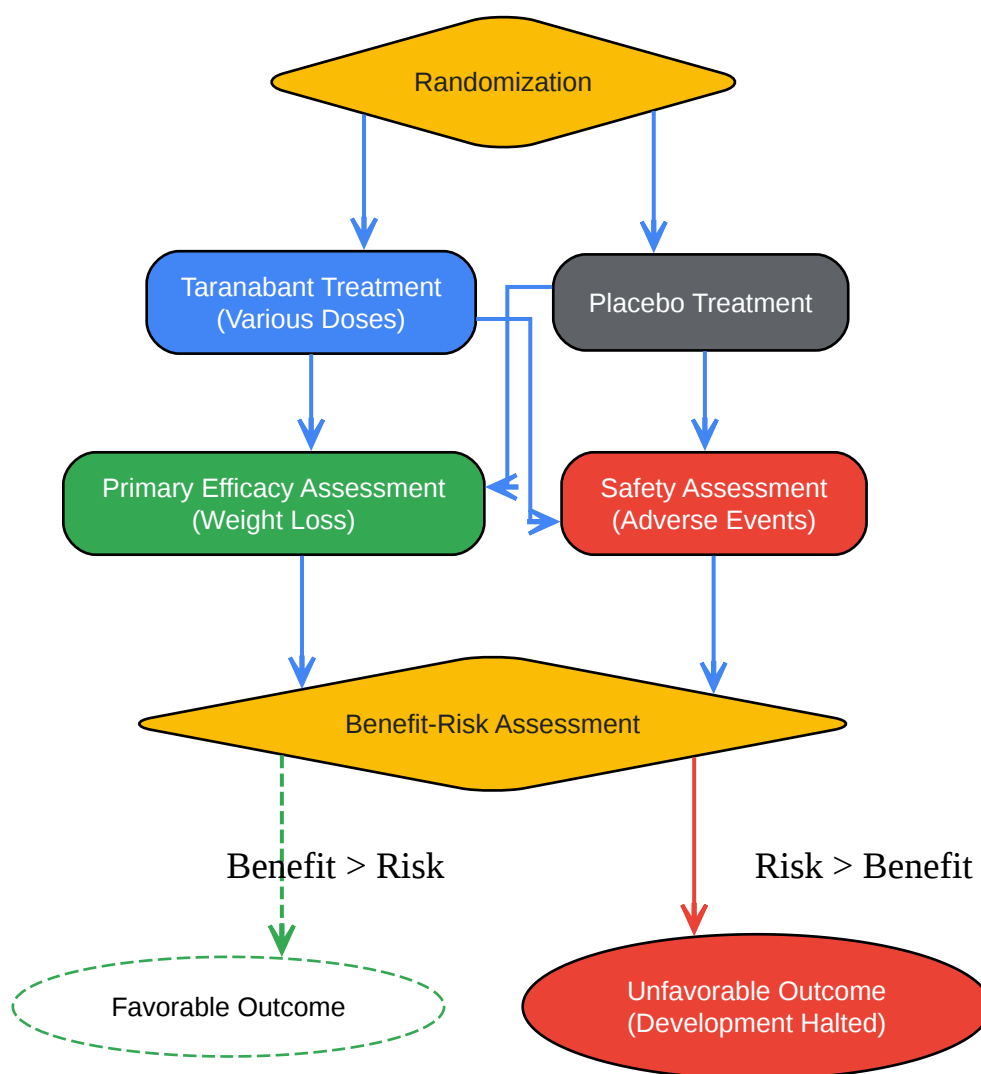 Randomization
Taranabant Treatment
(Various Doses)
Placebo Treatment
Primary Efficacy Assessment
(Weight Loss)
Safety Assessment
(Adverse Events)
Benefit-Risk Assessment
Benefit > Risk
Risk > Benefit
Favorable Outcome
Unfavorable Outcome
(Development Halted)